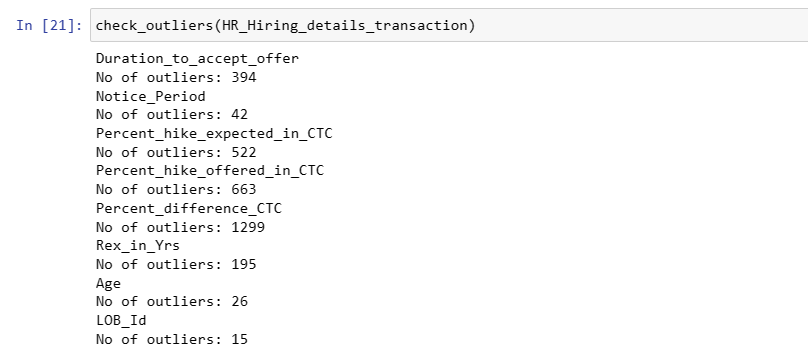 In [21]: check_outliers(HR_Hiring_details_transaction)
Duration_to_accept_offer
No of outliers: 394
Notice_Period
No of outliers: 42
Percent_hike_expected_in_CTC
No of outliers: 522
Percent_hike_offered_in_CTC
No of outliers: 663
Percent_difference_CTC
No of outliers: 1299
Rex_in_Yrs
No of outliers: 195
Age
No of outliers: 26
LOB_Id
No of outliers: 15